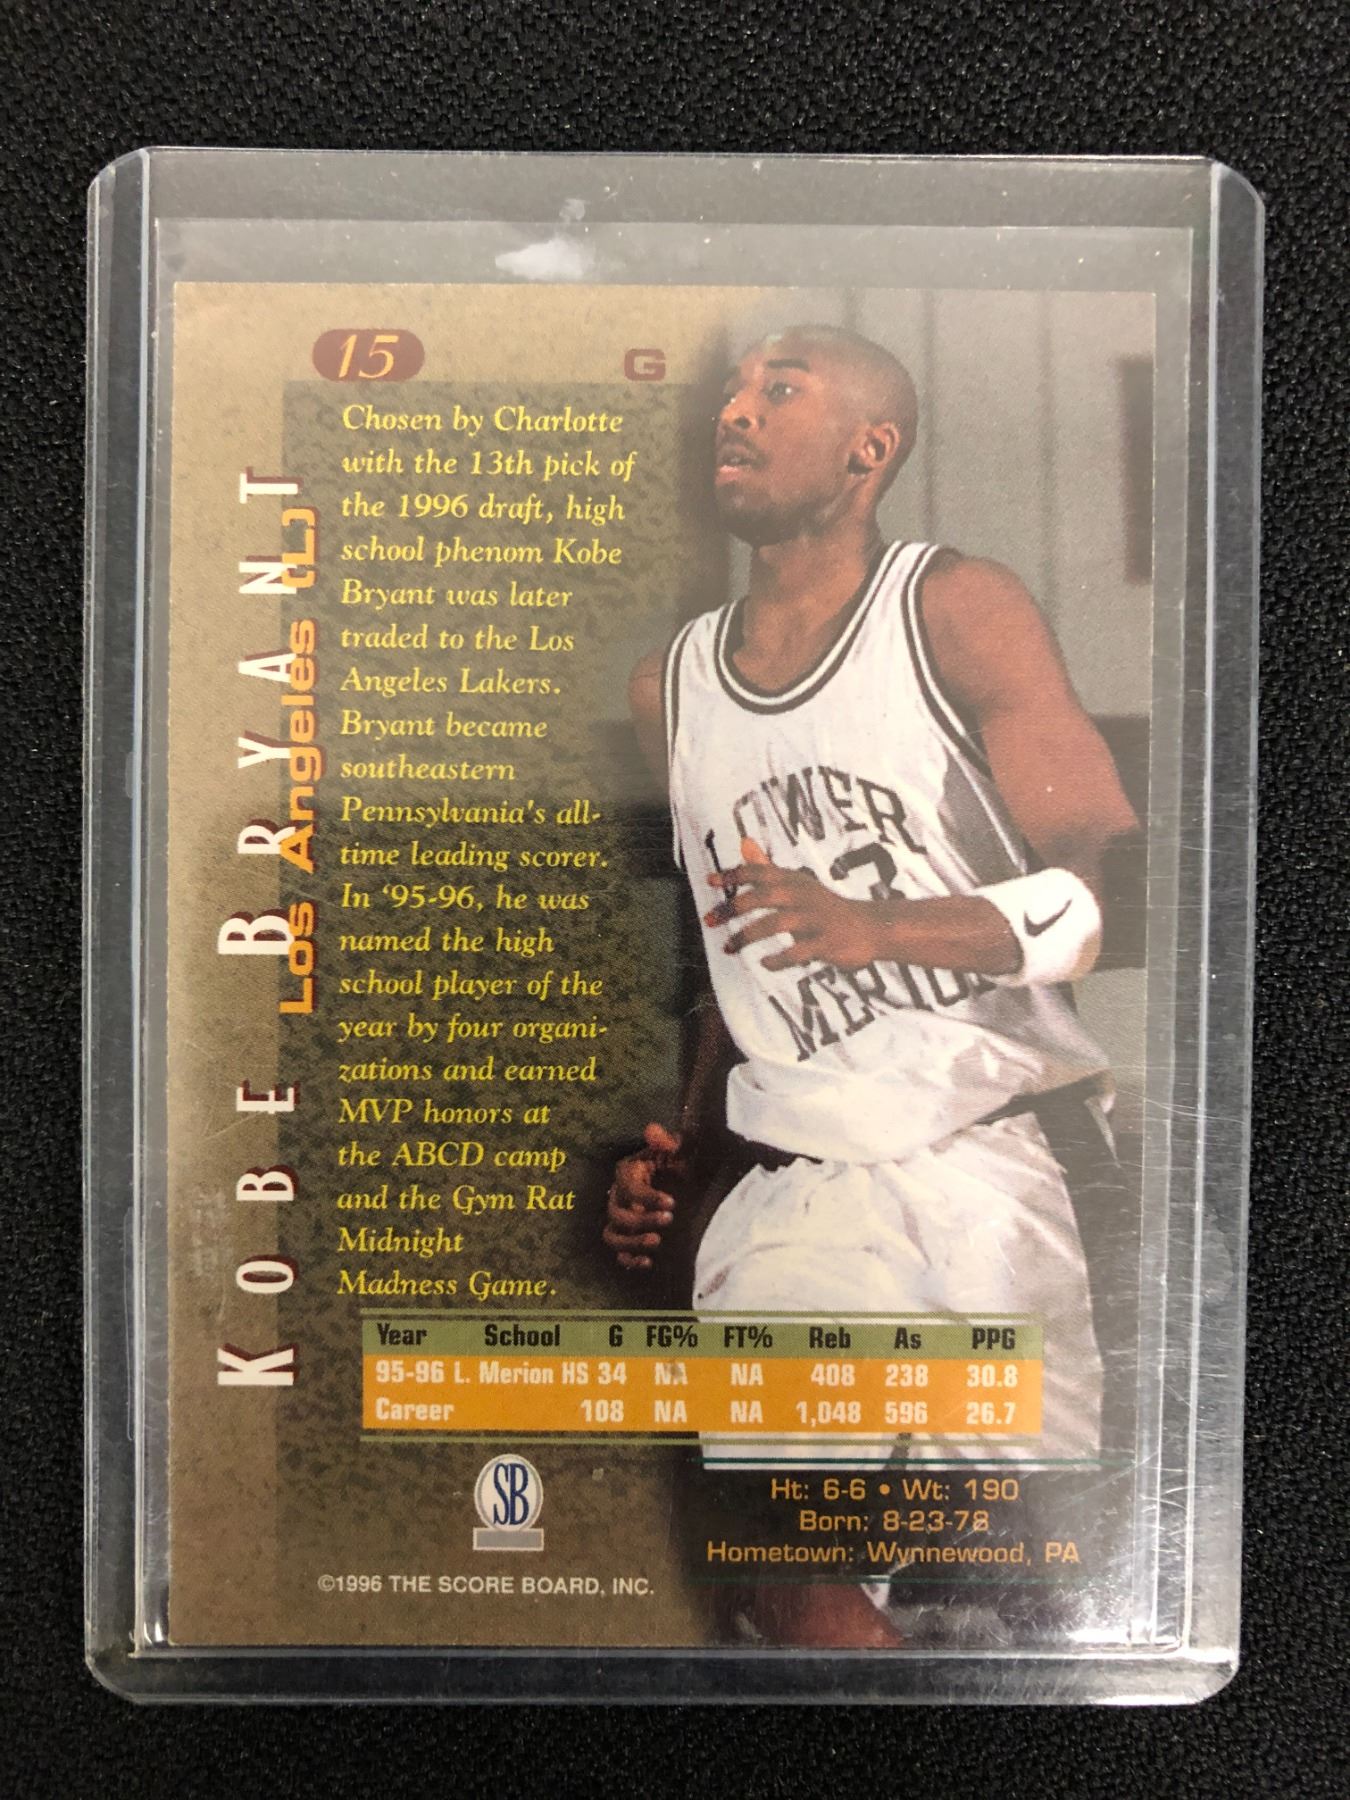 15
G
KOBE BRYANT
Los Angeles (L)
Chosen by Charlotte
with the 13th pick of
the 1996 draft, high
school phenom Kobe
Bryant was later
traded to the Los
Angeles Lakers.
Bryant became
southeastern
Pennsylvania's all-
time leading scorer.
In '95-96, he was
named the high
school player of the
year by four organi-
zations and earned
MVP honors at
the ABCD camp
and the Gym Rat
Midnight
Madness Game.
LOWER
3
MERION
Year School G FG% FT% Reb As PPG
95-96 L. Merion HS 34 NA NA 408 238 30.8
Career 108 NA NA 1,048 596 26.7
SB
Ht: 6-6 • Wt: 190
Born: 8-23-78
Hometown: Wynnewood, PA
©1996 THE SCORE BOARD, INC.